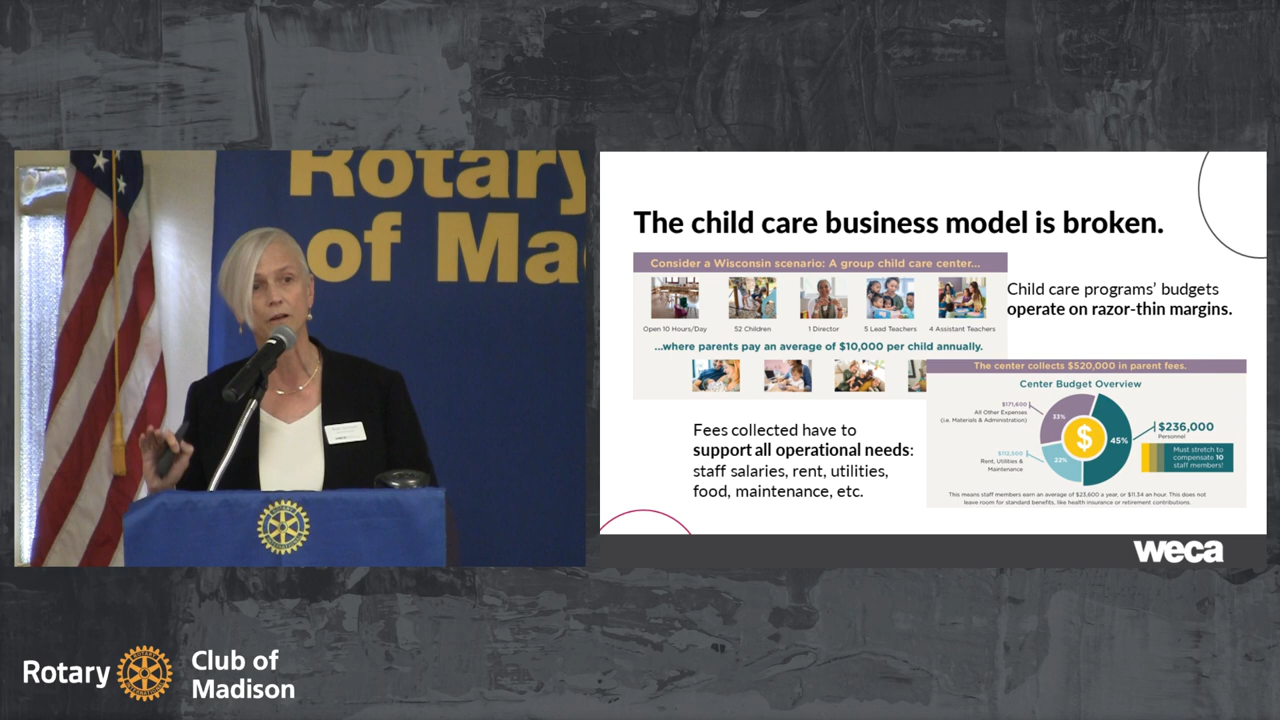 Rotary
of Ma
The child care business model is broken.
Consider a Wisconsin scenario: A group child care center...
Open 10 Hours/Day
52 Children
1 Director
5 Lead Teachers
4 Assistant Teachers
...where parents pay an average of $10,000 per child annually.
Child care programs' budgets
operate on razor-thin margins.
Fees collected have to
support all operational needs:
staff salaries, rent, utilities,
food, maintenance, etc.
The center collects $520,000 in parent fees.
Center Budget Overview
$171,600
All Other Expenses
(i.e. Materials & Administration)
33%
$
45%
22%
Rent, Utilities &
Maintenance
$236,000
Personnel
Must stretch to
compensate 10
staff members!
This means staff members earn an average of $23,600 a year, or $11.34 an hour. This does not
leave room for standard benefits, like health insurance or retirement contributions.
weca
Rotary
Club of
Madison